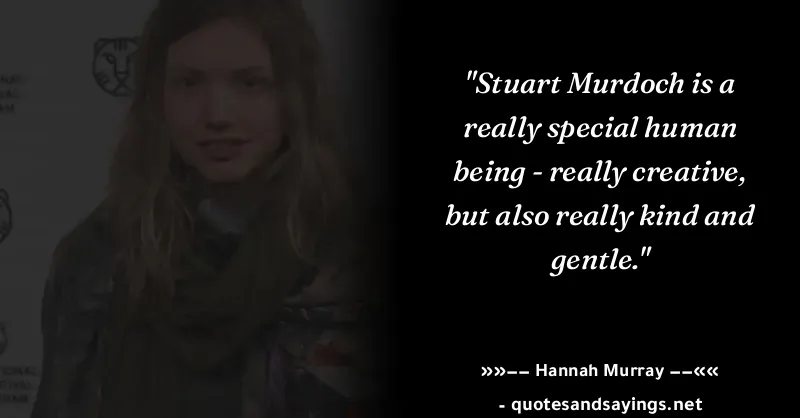 "Stuart Murdoch is a
really special human
being - really creative,
but also really kind and
gentle."
»»−− Hannah Murray −−««
- quotesandsayings.net